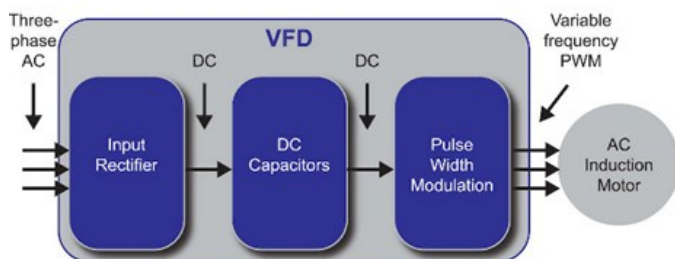 Three-
phase
AC
VFD
DC
DC
Variable
frequency
PWM
Input
Rectifier
DC
Capacitors
Pulse
Width
Modulation
AC
Induction
Motor